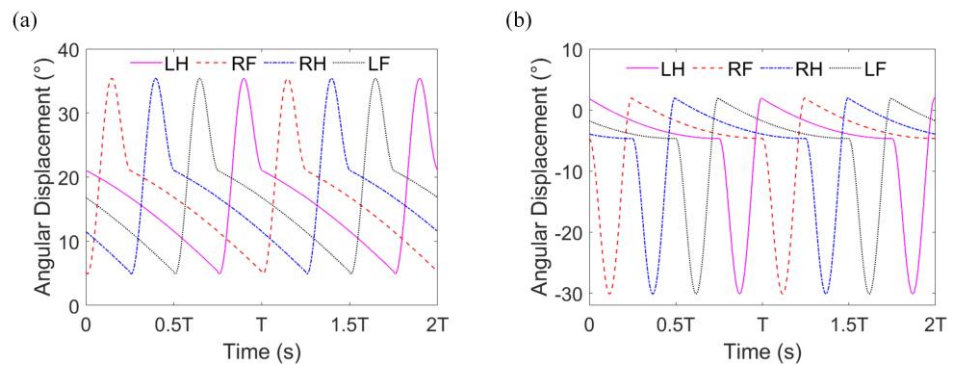 (a)
40
LH RF RH LF
30
20
10
0
Angular Displacement (°)
0 0.5T T 1.5T 2T
Time (s)
(b)
10
LH RF RH LF
0
-10
-20
-30
Angular Displacement (°)
0 0.5T T 1.5T 2T
Time (s)